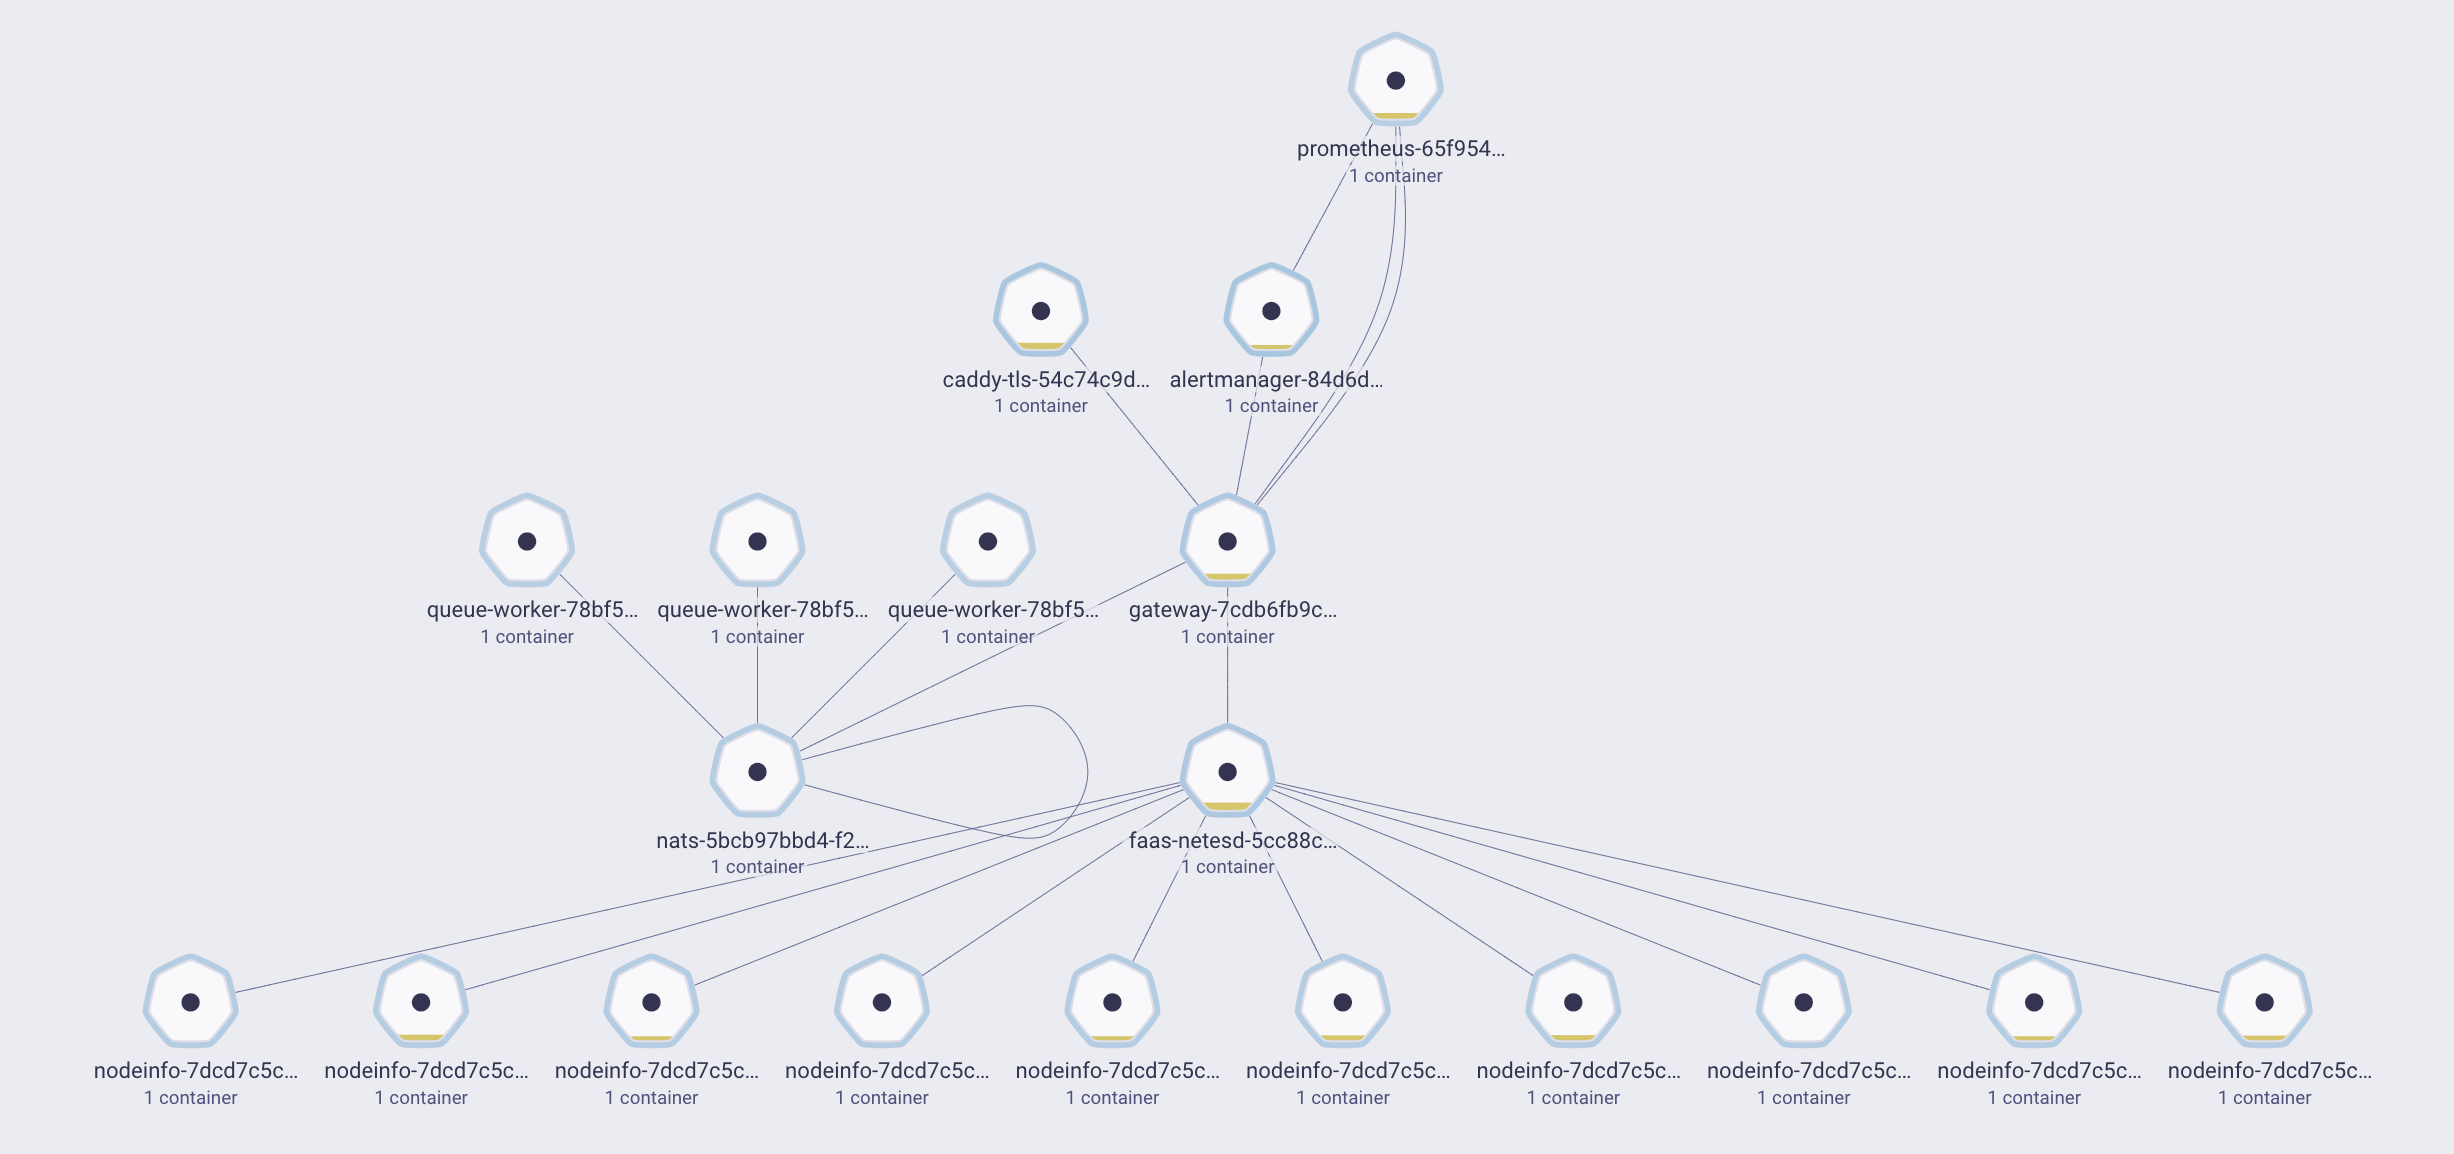 prometheus-65f954...
1 container
caddy-tls-54c74c9d...
1 container
alertmanager-84d6d...
1 container
queue-worker-78bf5...
1 container
queue-worker-78bf5...
1 container
queue-worker-78bf5...
1 container
gateway-7cdb6fb9c...
1 container
nats-5bcb97bbd4-f2...
1 container
faas-netesd-5cc88c...
1 container
nodeinfo-7dcd7c5c...
1 container
nodeinfo-7dcd7c5c...
1 container
nodeinfo-7dcd7c5c...
1 container
nodeinfo-7dcd7c5c...
1 container
nodeinfo-7dcd7c5c...
1 container
nodeinfo-7dcd7c5c...
1 container
nodeinfo-7dcd7c5c...
1 container
nodeinfo-7dcd7c5c...
1 container
nodeinfo-7dcd7c5c...
1 container
nodeinfo-7dcd7c5c...
1 container